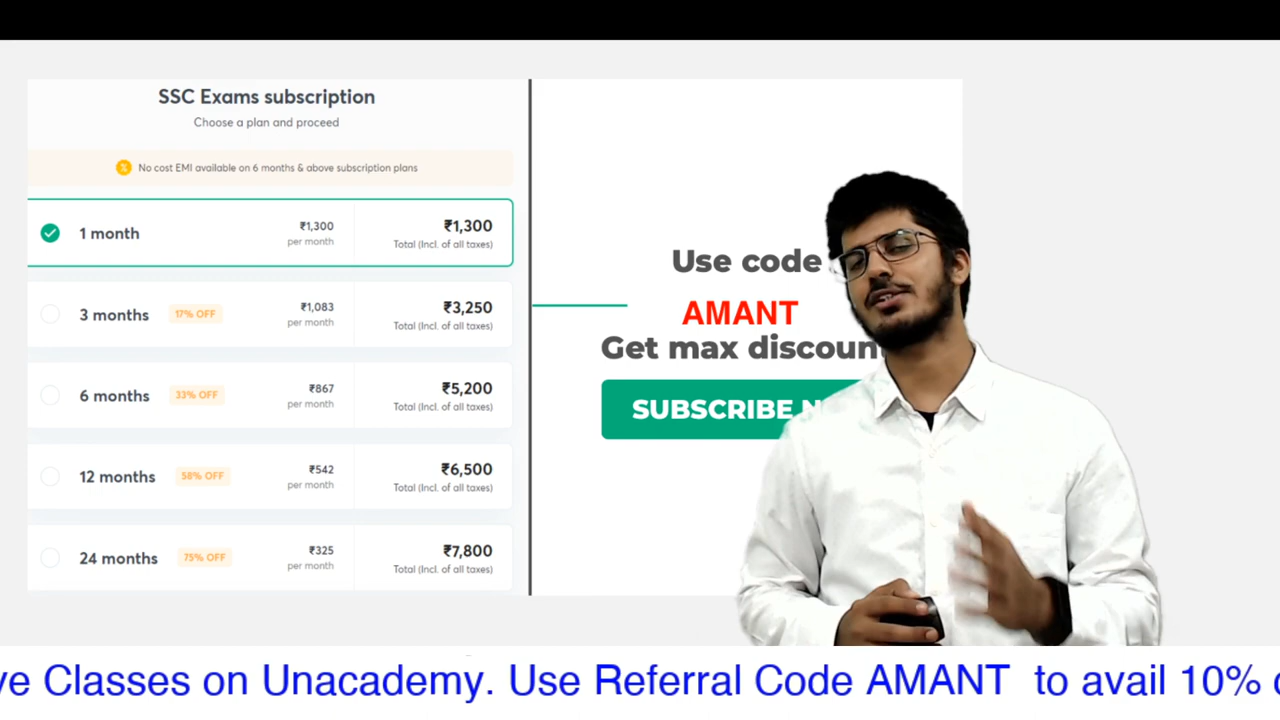 SSC Exams subscription
Choose a plan and proceed
No cost EMI available on 6 months & above subscription plans
1 month
₹1,300
per month
₹1,300
Total (Incl. of all taxes)
3 months
17% OFF
₹1,083
per month
₹3,250
Total (Incl. of all taxes)
6 months
33% OFF
₹867
per month
₹5,200
Total (Incl. of all taxes)
12 months
58% OFF
₹542
per month
₹6,500
Total (Incl. of all taxes)
24 months
75% OFF
₹325
per month
₹7,800
Total (Incl. of all taxes)
Use code
AMANT
Get max
SUBSCRIBE
Classes on Unacademy. Use Referral Code AMANT to avail 10%